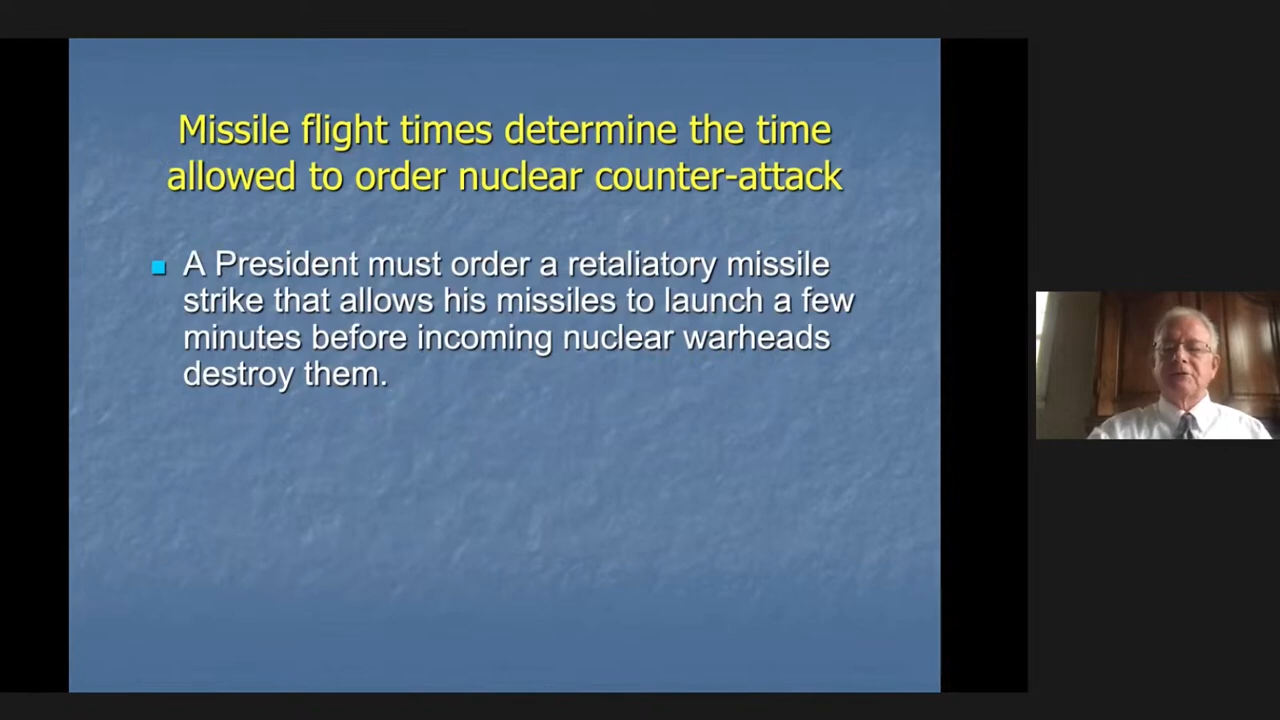 Missile flight times determine the time
allowed to order nuclear counter-attack
A President must order a retaliatory missile
strike that allows his missiles to launch a few
minutes before incoming nuclear warheads
destroy them.